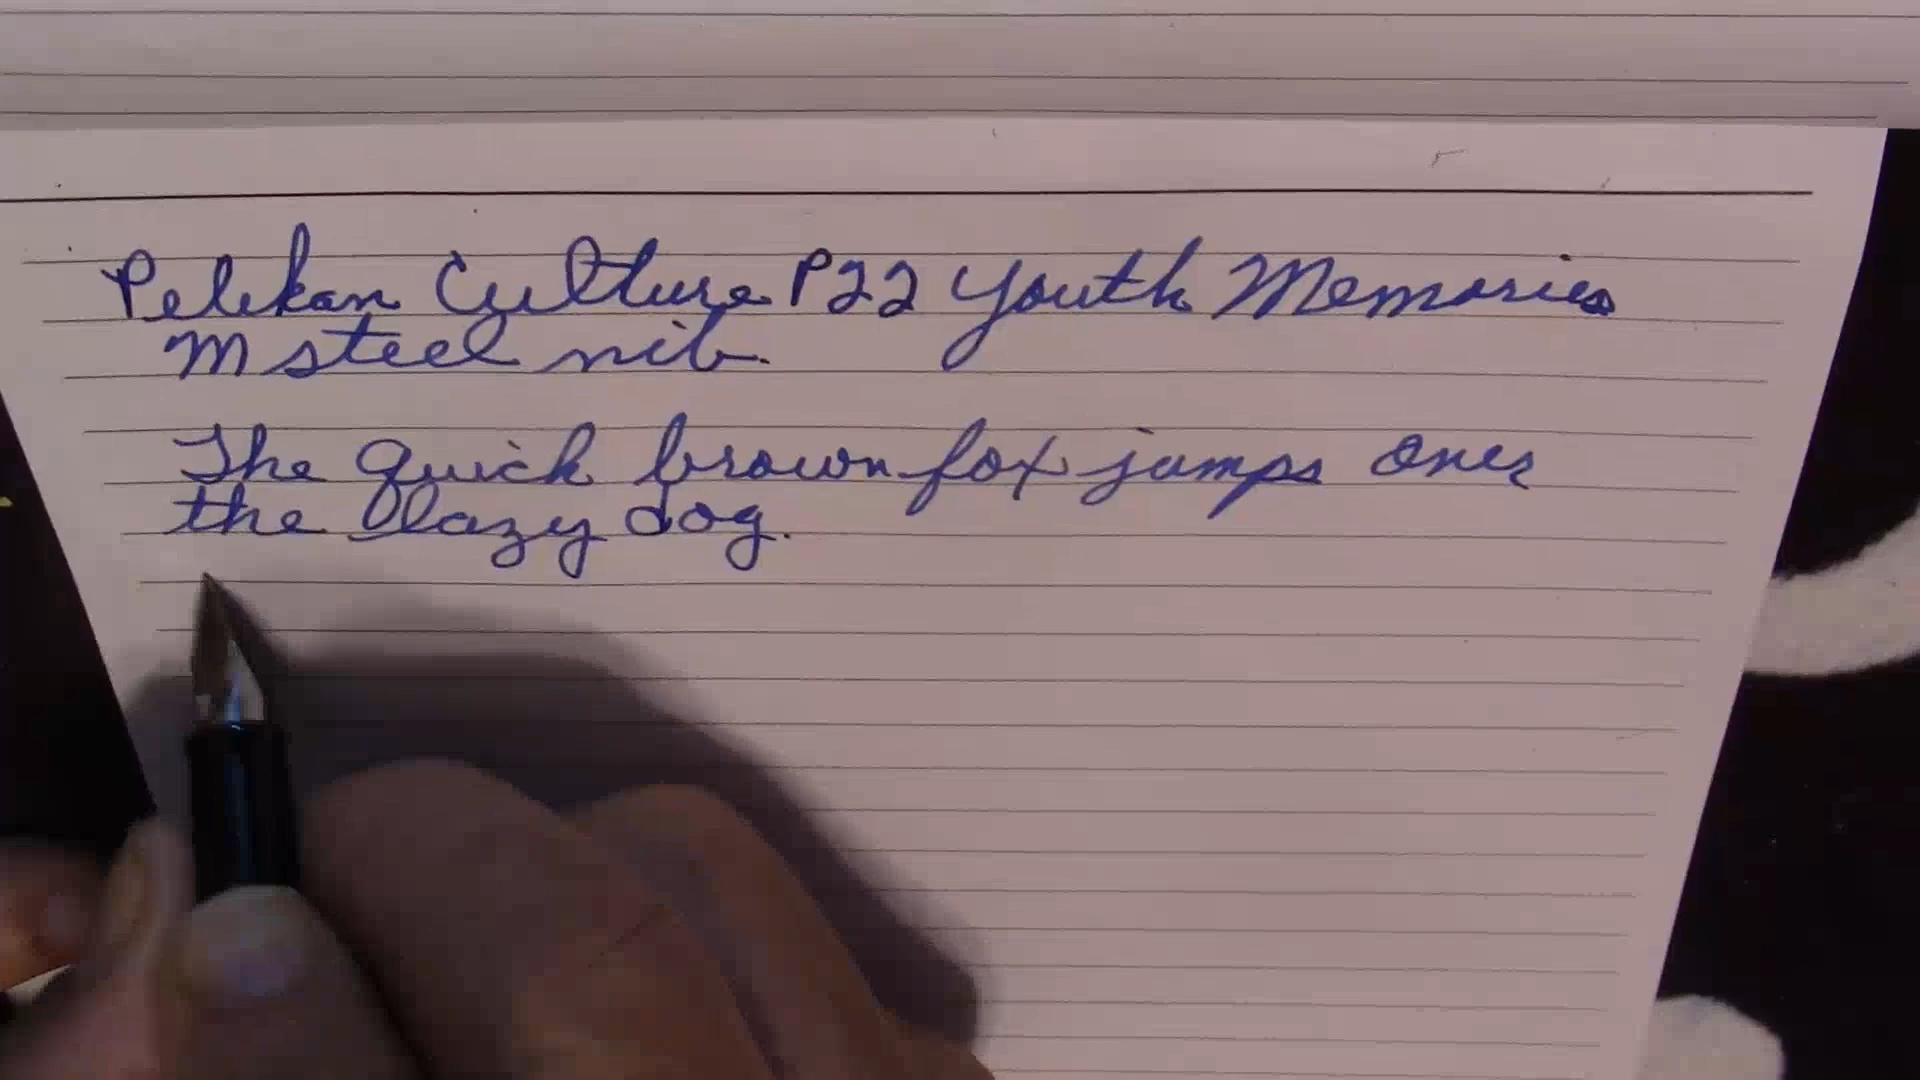 Pelikan Culture P22 Youth Memories
M steel nib.
The quick brown fox jumps over
the lazy dog.